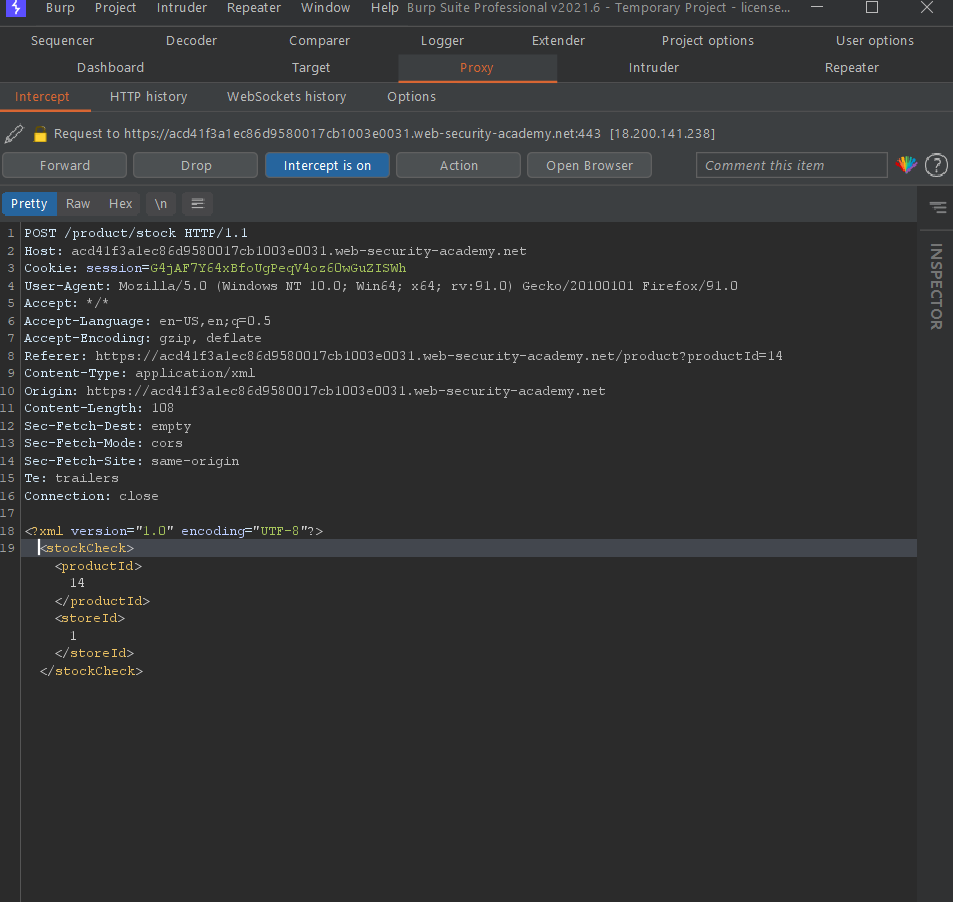 Burp Project Intruder Repeater Window Help Burp Suite Professional v2021.6 - Temporary Project - license...
Sequencer Decoder Comparer Logger Extender Project options User options
Dashboard Target Proxy Intruder Repeater
Intercept HTTP history WebSockets history Options
Request to https://acd41f3a1ec86d9580017cb1003e0031.web-security-academy.net:443 [18.200.141.238]
Forward Drop Intercept is on Action Open Browser Comment this item ?
Pretty Raw Hex \n
INSPECTOR
1 POST /product/stock HTTP/1.1
2 Host: acd41f3a1ec86d9580017cb1003e0031.web-security-academy.net
3 Cookie: session=G4jAF7Y64xBfoUgPeqV4oz6OwGuZISWh
4 User-Agent: Mozilla/5.0 (Windows NT 10.0; Win64; x64; rv:91.0) Gecko/20100101 Firefox/91.0
5 Accept: */*
6 Accept-Language: en-US,en;q=0.5
7 Accept-Encoding: gzip, deflate
8 Referer: https://acd41f3a1ec86d9580017cb1003e0031.web-security-academy.net/product?productId=14
9 Content-Type: application/xml
10 Origin: https://acd41f3a1ec86d9580017cb1003e0031.web-security-academy.net
11 Content-Length: 108
12 Sec-Fetch-Dest: empty
13 Sec-Fetch-Mode: cors
14 Sec-Fetch-Site: same-origin
15 Te: trailers
16 Connection: close
17
18 <?xml version="1.0" encoding="UTF-8"?>
19 <stockCheck>
<productId>
14
</productId>
<storeId>
1
</storeId>
</stockCheck>